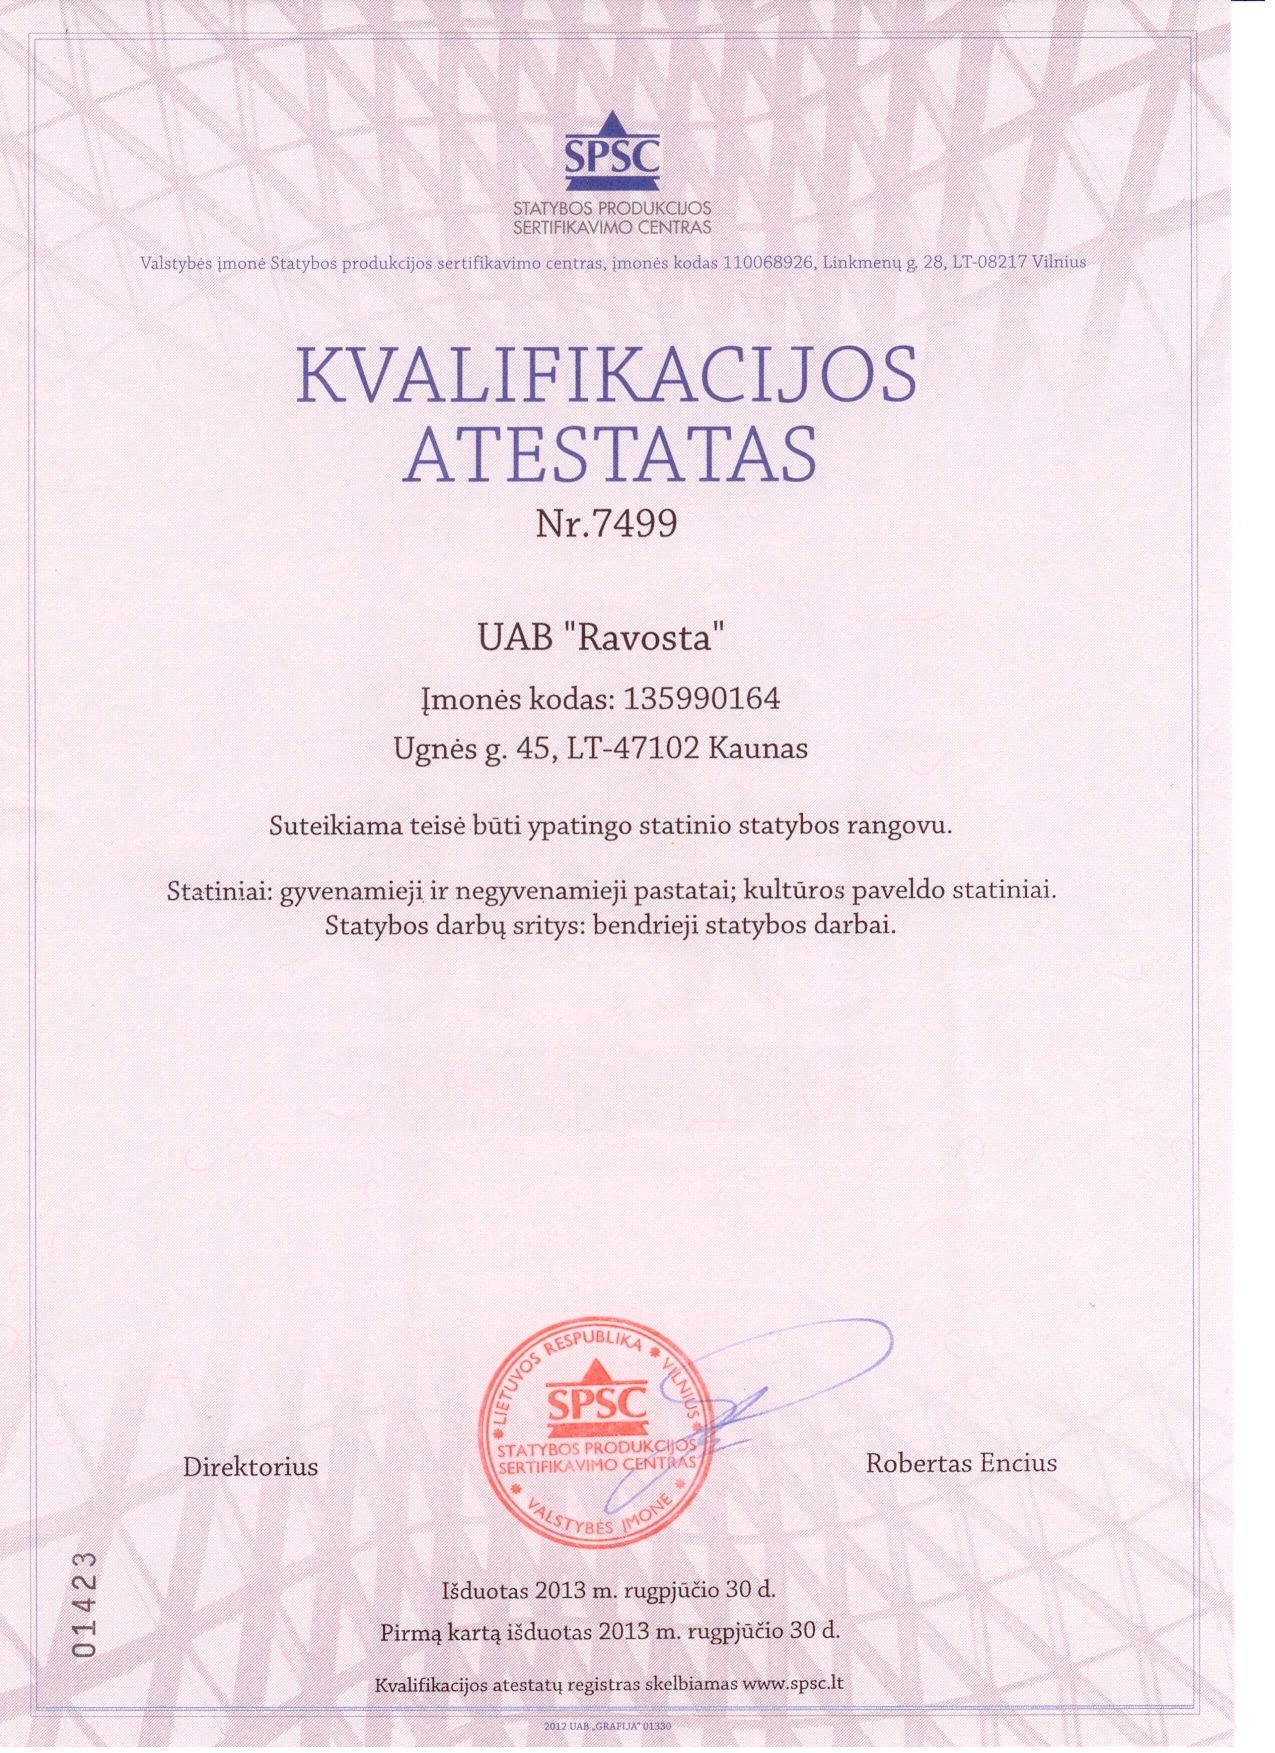 SPSC
STATYBOS PRODUKCIJOS
SERTIFIKAVIMO CENTRAS
Valstybės įmonė Statybos produkcijos sertifikavimo centras, įmonės kodas 110068926, Linkmenų g. 28, LT-08217 Vilnius
KVALIFIKACIJOS
ATESTATAS
Nr.7499
UAB "Ravosta"
Įmonės kodas: 135990164
Ugnės g. 45, LT-47102 Kaunas
Suteikiama teisė būti ypatingo statinio statybos rangovu.
Statiniai: gyvenamieji ir negyvenamieji pastatai; kultūros paveldo statiniai.
Statybos darbų sritys: bendrieji statybos darbai.
LIETUVOS RESPUBLIKA * VILNIUS
SPSC
STATYBOS PRODUKCIJOS
SERTIFIKAVIMO CENTRAS
VALSTYBĖS ĮMONĖ
Direktorius
Robertas Encius
01423
Išduotas 2013 m. rugpjūčio 30 d.
Pirmą kartą išduotas 2013 m. rugpjūčio 30 d.
Kvalifikacijos atestatų registras skelbiamas www.spsc.lt
2012 UAB „GRAFIJA" 01330